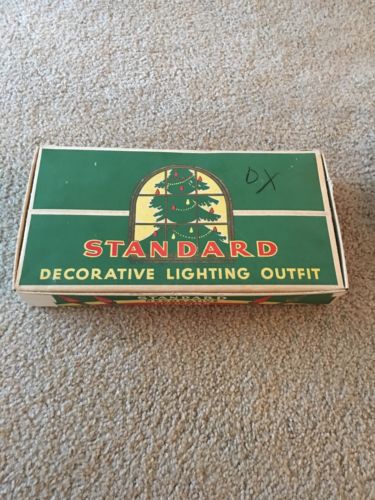 DX
STANDARD
DECORATIVE LIGHTING OUTFIT
STANDARD